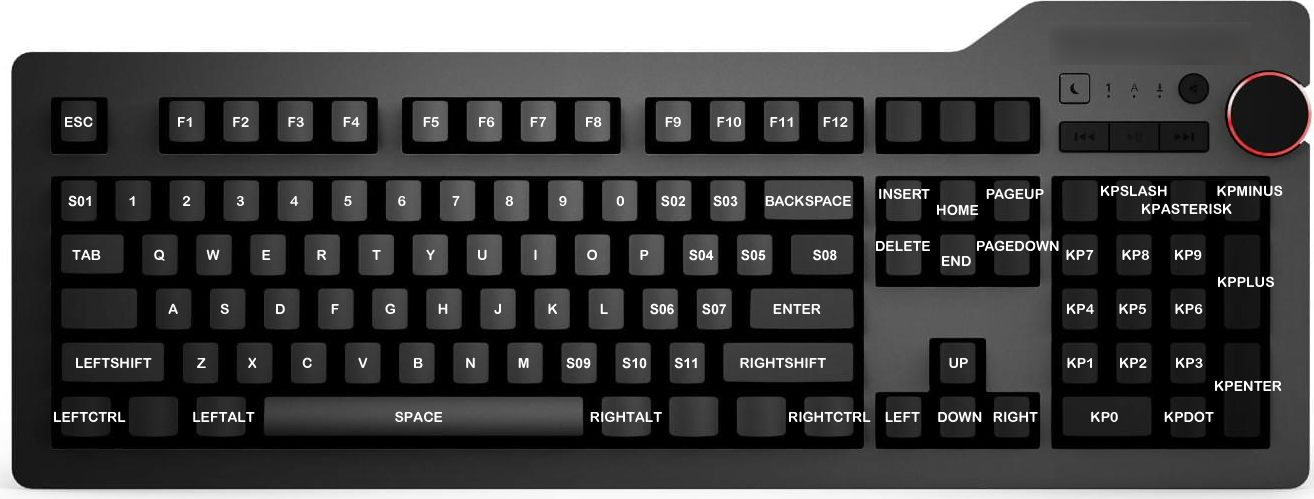 ESC F1 F2 F3 F4 F5 F6 F7 F8 F9 F10 F11 F12
1 A
S01 1 2 3 4 5 6 7 8 9 0 S02 S03 BACKSPACE INSERT HOME PAGEUP KPSLASH KPASTERISK KPMINUS
TAB Q W E R T Y U I O P S04 S05 S08 DELETE END PAGEDOWN KP7 KP8 KP9
KPPLUS
A S D F G H J K L S06 S07 ENTER KP4 KP5 KP6
LEFTSHIFT Z X C V B N M S09 S10 S11 RIGHTSHIFT UP KP1 KP2 KP3
KPENTER
LEFTCTRL LEFTALT SPACE RIGHTALT RIGHTCTRL LEFT DOWN RIGHT KP0 KPDOT